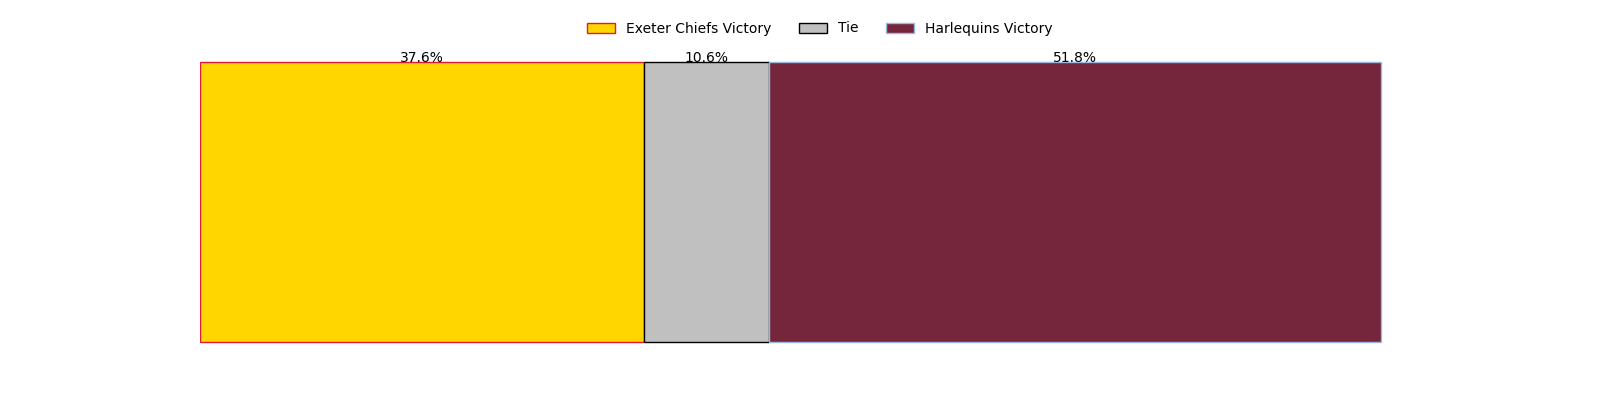 Exeter Chiefs Victory Tie Harlequins Victory
37.6% 10.6% 51.8%